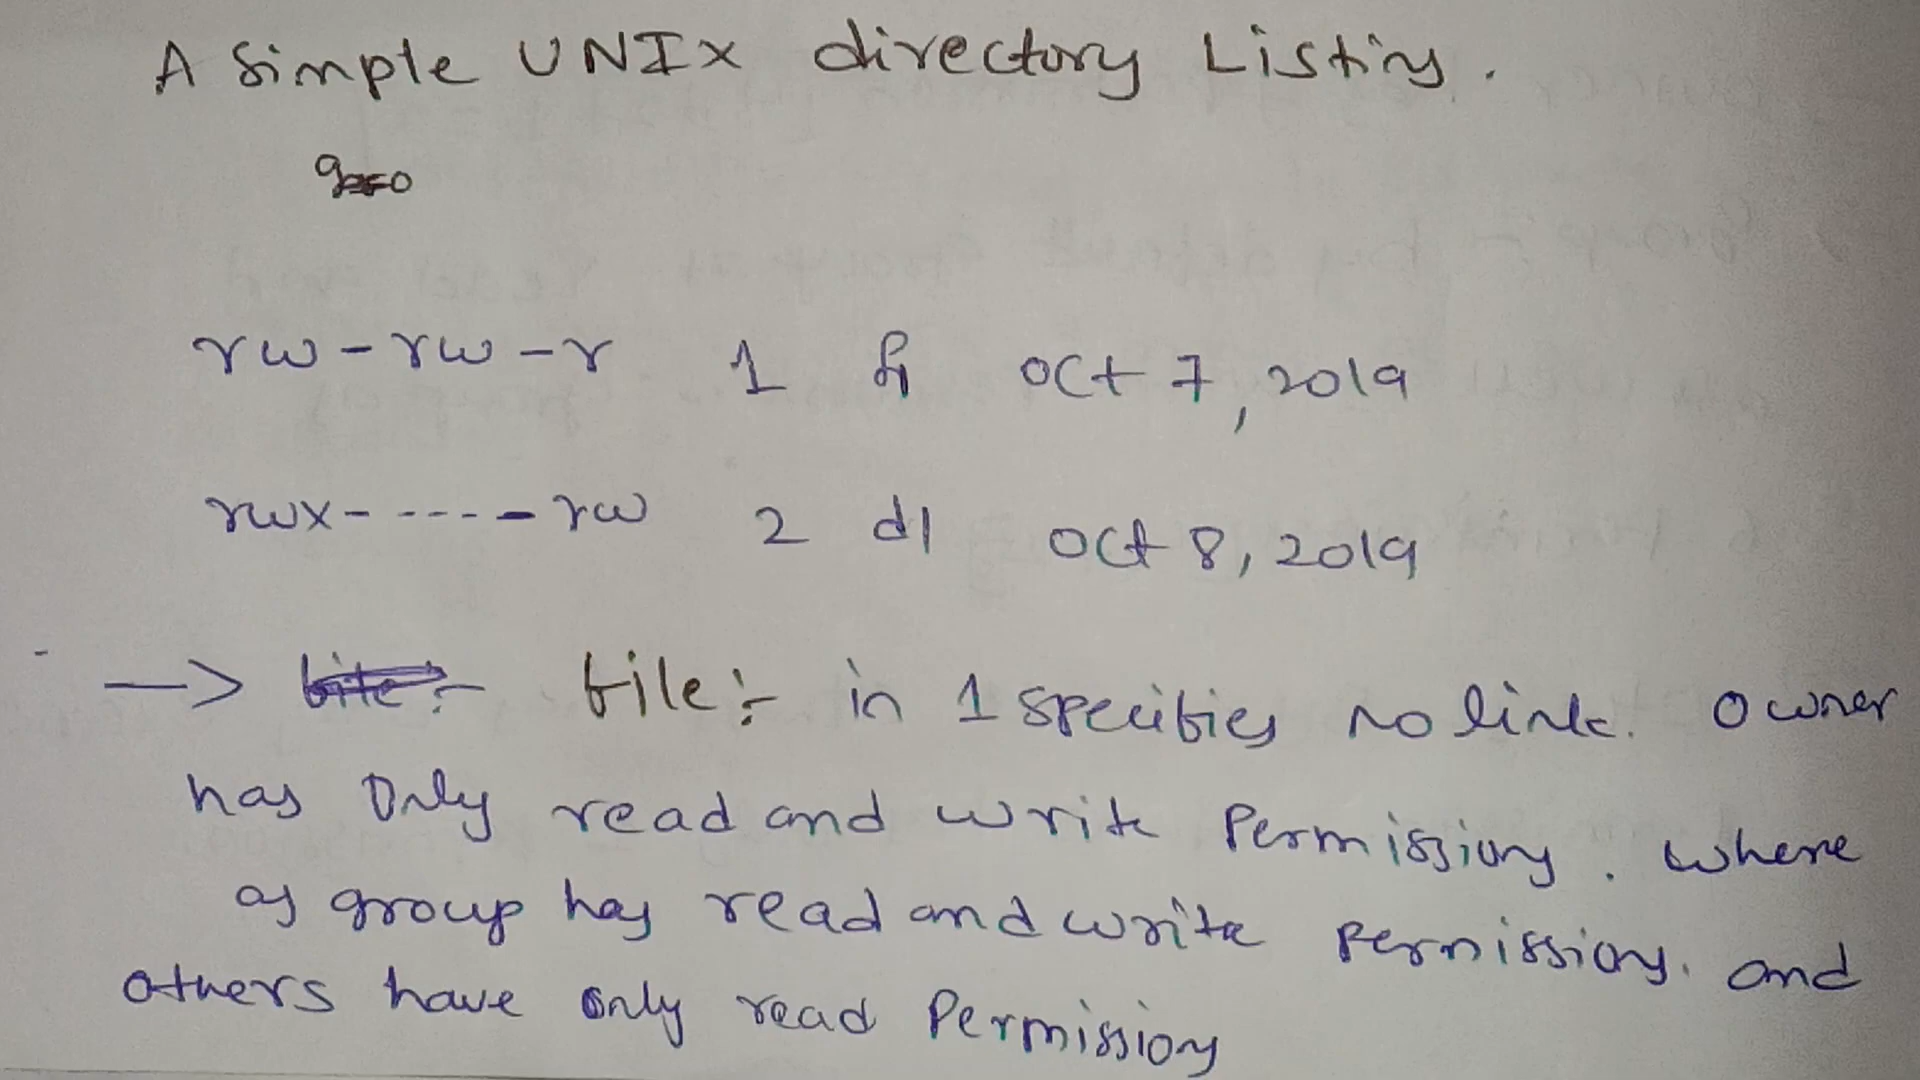 A Simple UNIX directory Listing.
rw-rw-r 1 f1 oct 7, 2019
rwx-----rw 2 d1 oct 8, 2019
-> file:- in 1 specifies no link. Owner
has Only read and write Permissions. where
as group has read and write permissions. and
others have only read Permissions